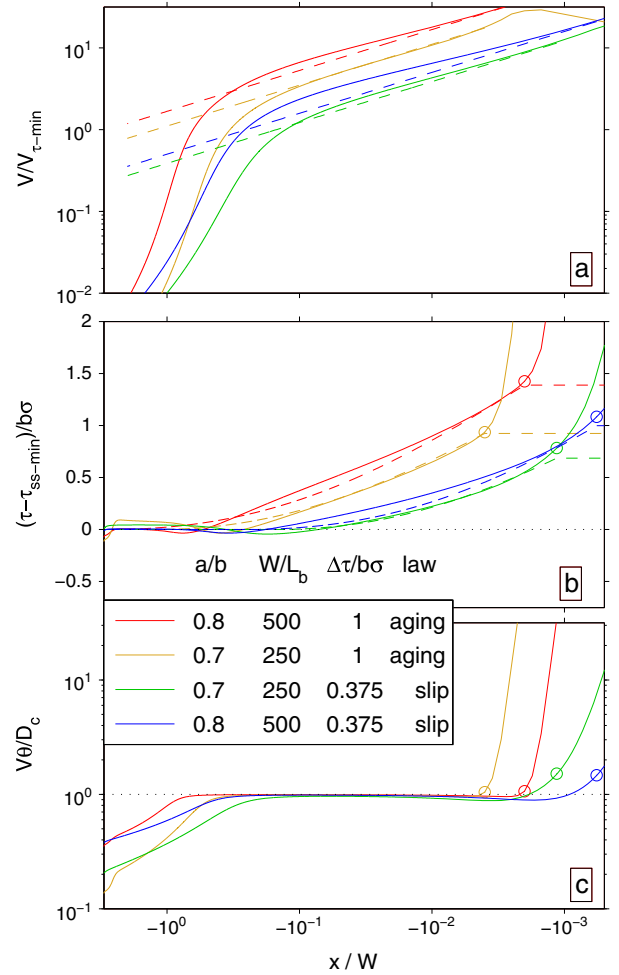 10¹
10⁰
10⁻¹
10⁻²
V/V_τ−min
a
2
1.5
1
0.5
0
−0.5
(τ−τ_ss−min)/bσ
b
a/b W/L_b Δτ/bσ law
0.8 500 1 aging
0.7 250 1 aging
0.7 250 0.375 slip
0.8 500 0.375 slip
10¹
10⁰
10⁻¹
Vθ/D_c
c
−10⁰ −10⁻¹ −10⁻² −10⁻³
x / W